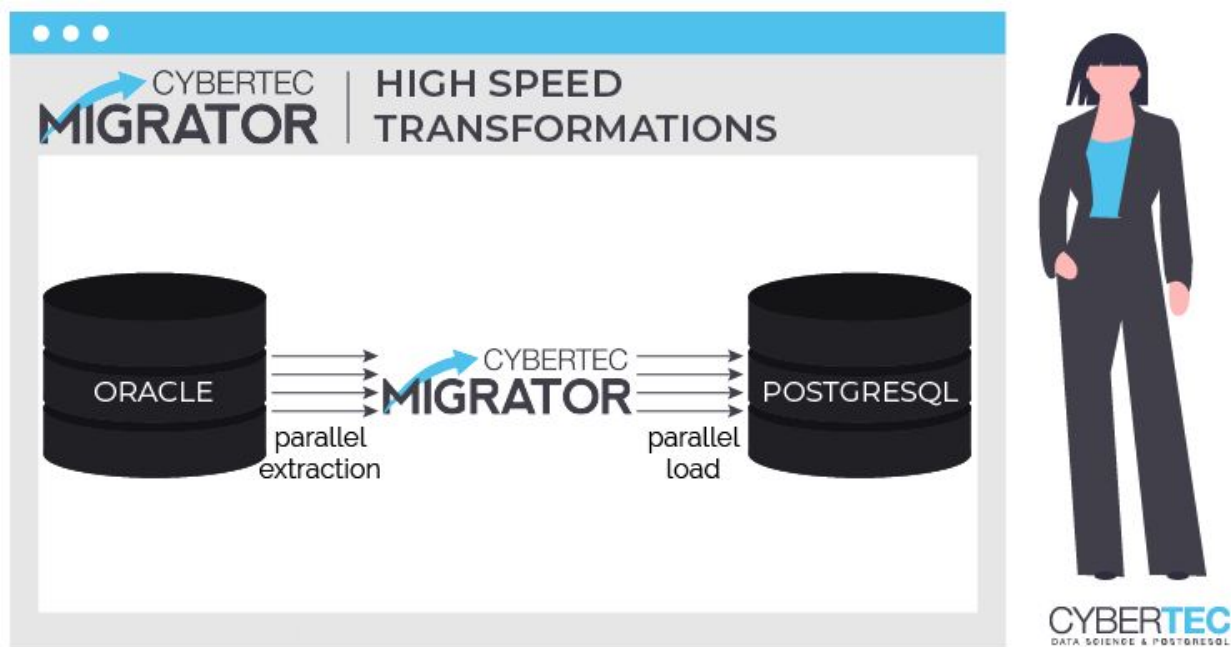 CYBERTEC
MIGRATOR
HIGH SPEED
TRANSFORMATIONS
ORACLE
parallel
extraction
CYBERTEC
MIGRATOR
parallel
load
POSTGRESQL
CYBERTEC
DATA SCIENCE & POSTGRESQL